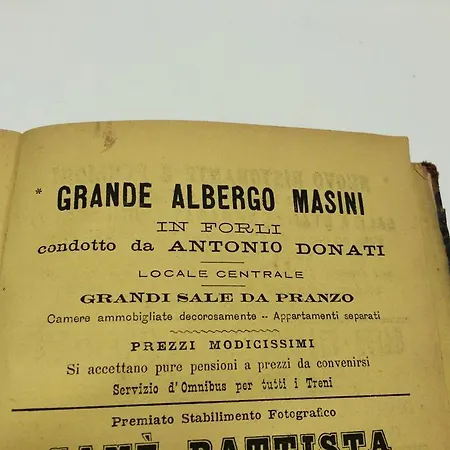 * GRANDE ALBERGO MASINI
IN FORLI
condotto da ANTONIO DONATI
LOCALE CENTRALE
GRANDI SALE DA PRANZO
Camere ammobigliate decorosamente -- Appartamenti separati
PREZZI MODICISSIMI
Si accettano pure pensioni a prezzi da convenirsi
Servizio d'Omnibus per tutti i Treni
Premiato Stabilimento Fotografico
BATTISTA